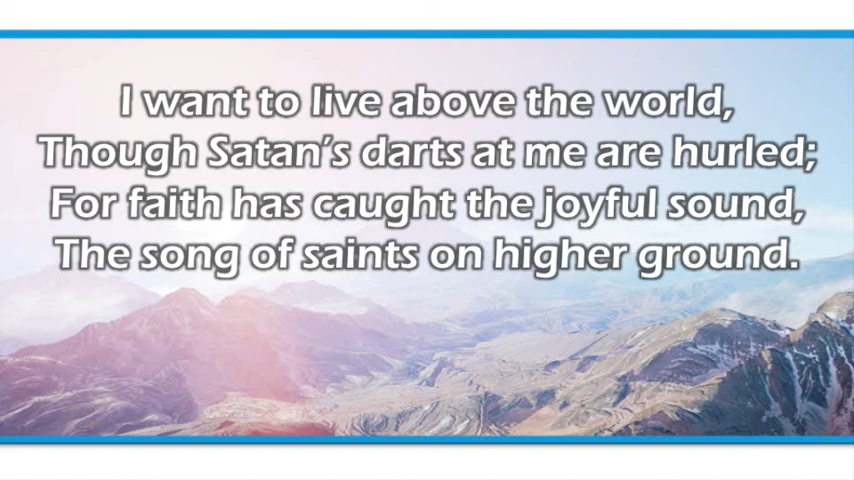 I want to live above the world,
Though Satan's darts at me are hurled;
For faith has caught the joyful sound,
The song of saints on higher ground.